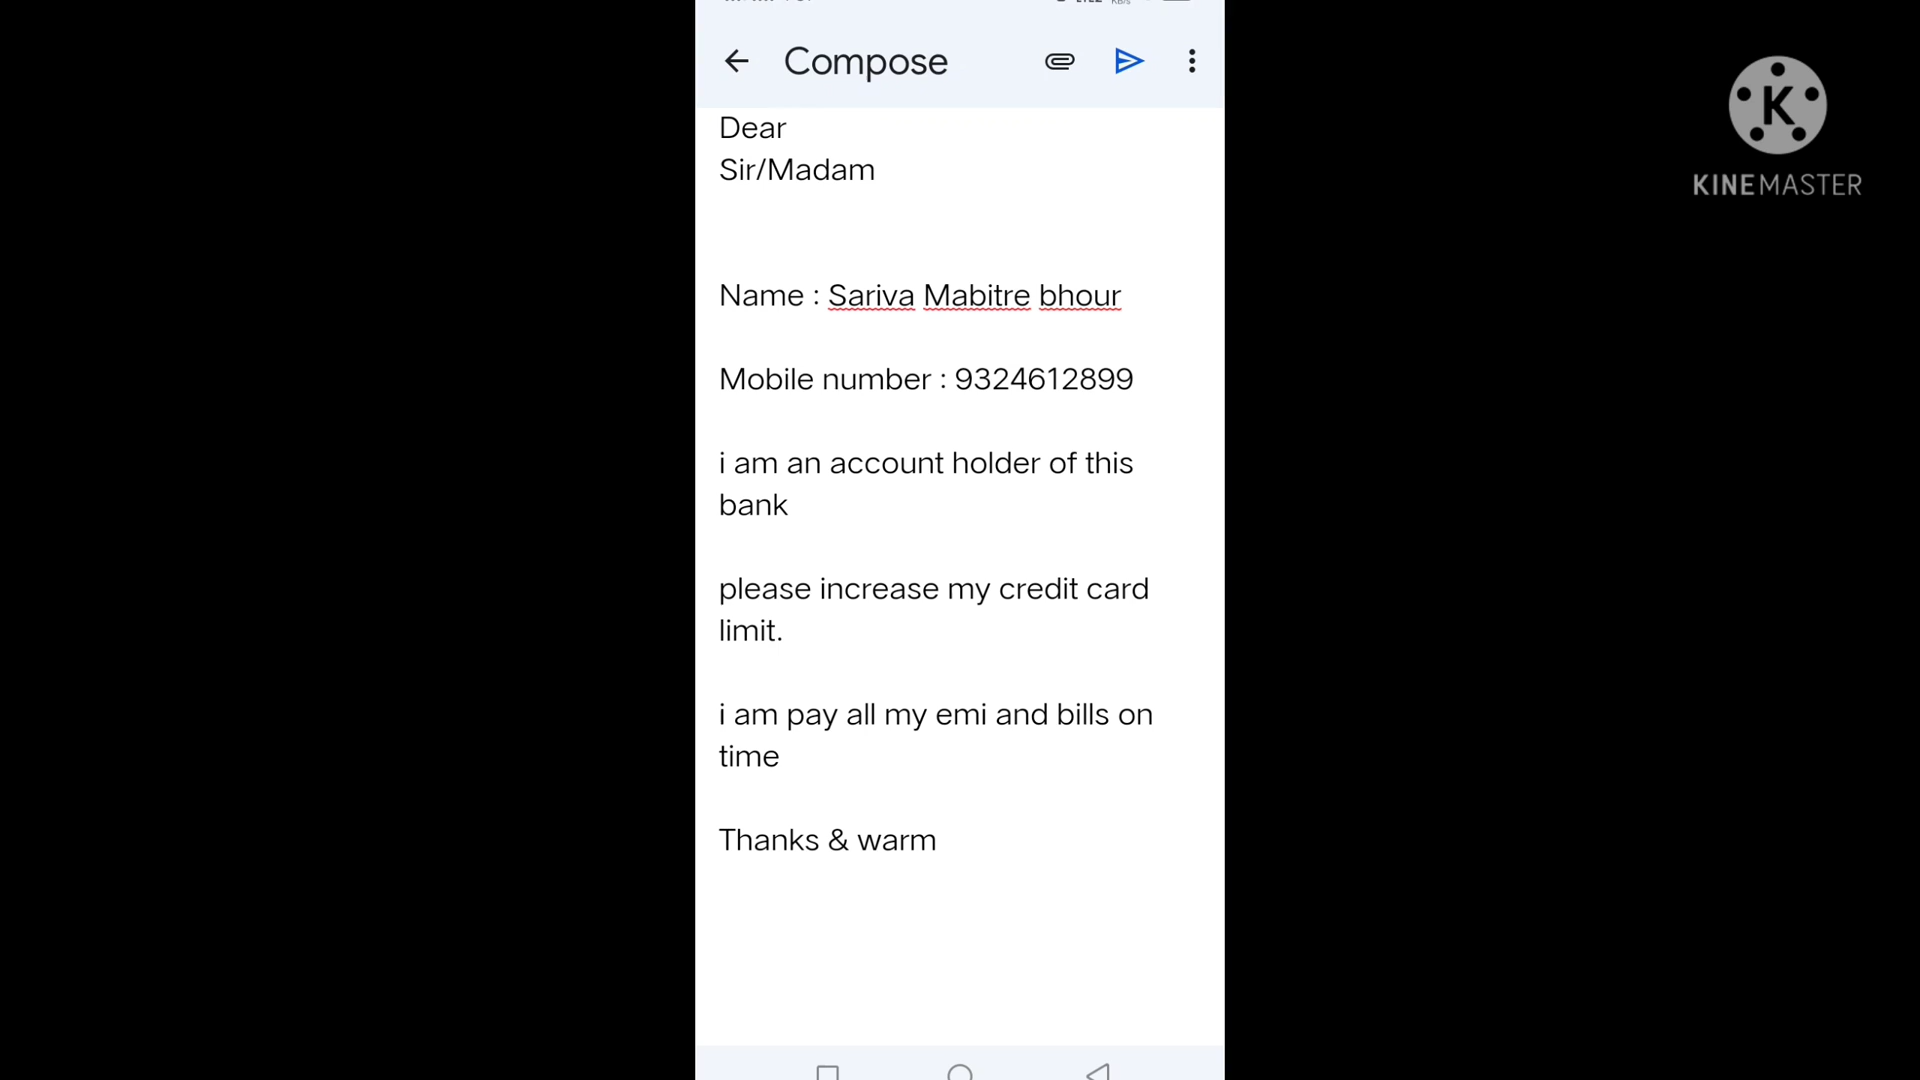 Compose
Dear
Sir/Madam
Name : Sariva Mabitre bhour
Mobile number : 9324612899
i am an account holder of this
bank
please increase my credit card
limit.
i am pay all my emi and bills on
time
Thanks & warm
K
KINEMASTER